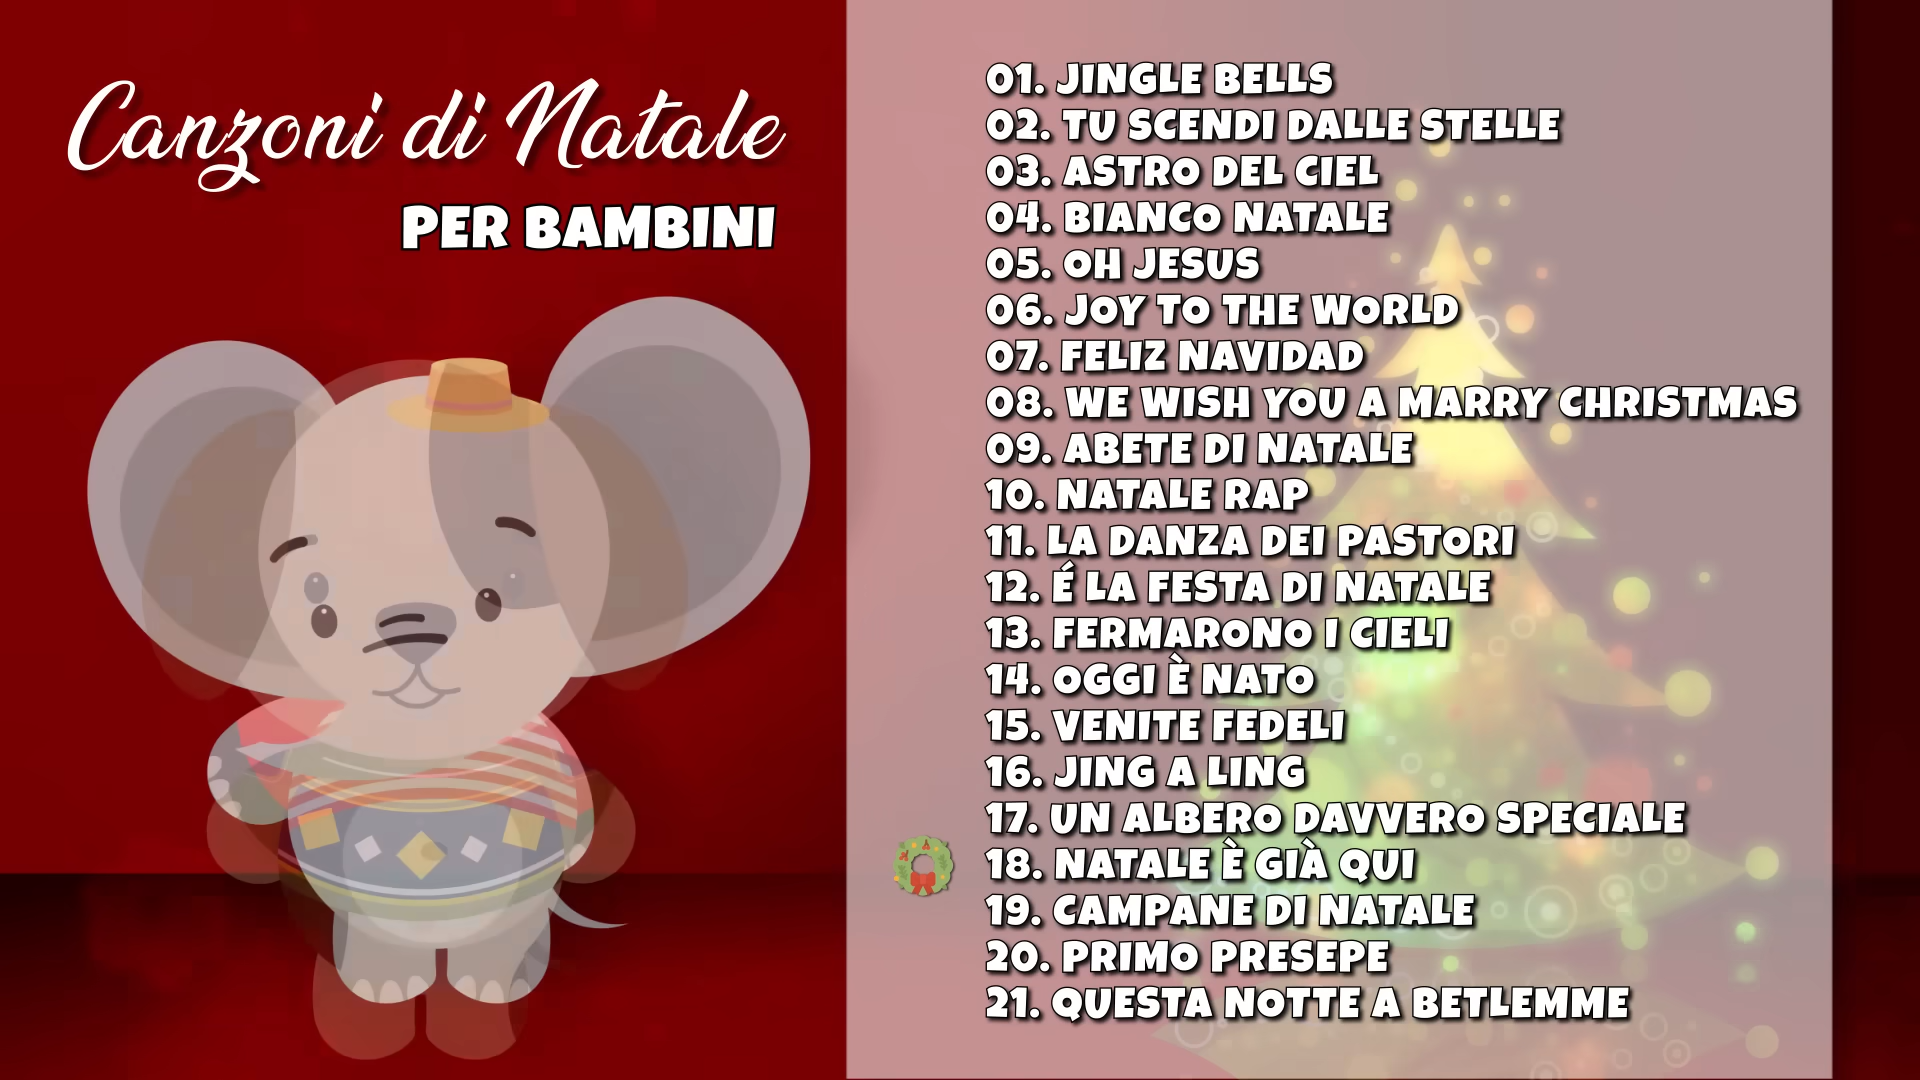 Canzoni di Natale
PER BAMBINI
01. JINGLE BELLS
02. TU SCENDI DALLE STELLE
03. ASTRO DEL CIEL
04. BIANCO NATALE
05. OH JESUS
06. JOY TO THE WORLD
07. FELIZ NAVIDAD
08. WE WISH YOU A MARRY CHRISTMAS
09. ABETE DI NATALE
10. NATALE RAP
11. LA DANZA DEI PASTORI
12. É LA FESTA DI NATALE
13. FERMARONO I CIELI
14. OGGI È NATO
15. VENITE FEDELI
16. JING A LING
17. UN ALBERO DAVVERO SPECIALE
18. NATALE È GIÀ QUI
19. CAMPANE DI NATALE
20. PRIMO PRESEPE
21. QUESTA NOTTE A BETLEMME